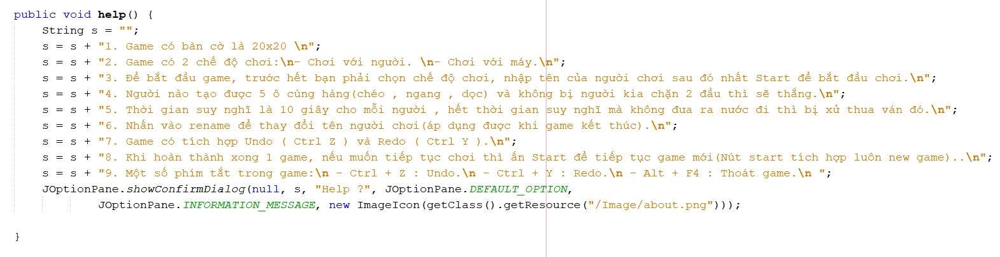 public void help() {
    String s = "";
    s = s + "1. Game có bàn cờ là 20x20 \n";
    s = s + "2. Game có 2 chế độ chơi:\n- Chơi với người. \n- Chơi với máy.\n";
    s = s + "3. Để bắt đầu game, trước hết bạn phải chọn chế độ chơi, nhập tên của người chơi sau đó nhất Start để bắt đầu chơi.\n";
    s = s + "4. Người nào tạo được 5 ô cùng hàng(chéo , ngang , dọc) và không bị người kia chặn 2 đầu thì sẽ thắng.\n";
    s = s + "5. Thời gian suy nghĩ là 10 giây cho mỗi người , hết thời gian suy nghĩ mà không đưa ra nước đi thì bị xử thua ván đó.\n";
    s = s + "6. Nhấn vào rename để thay đổi tên người chơi(áp dụng được khi game kết thúc).\n";
    s = s + "7. Game có tích hợp Undo ( Ctrl Z ) và Redo ( Ctrl Y ).\n";
    s = s + "8. Khi hoàn thành xong 1 game, nếu muốn tiếp tục chơi thì ấn Start để tiếp tục game mới(Nút start tích hợp luôn new game)..\n";
    s = s + "9. Một số phím tắt trong game:\n - Ctrl + Z : Undo.\n - Ctrl + Y : Redo.\n - Alt + F4 : Thoát game.\n ";
    JOptionPane.showConfirmDialog(null, s, "Help ?", JOptionPane.DEFAULT_OPTION,
            JOptionPane.INFORMATION_MESSAGE, new ImageIcon(getClass().getResource("/Image/about.png")));
}